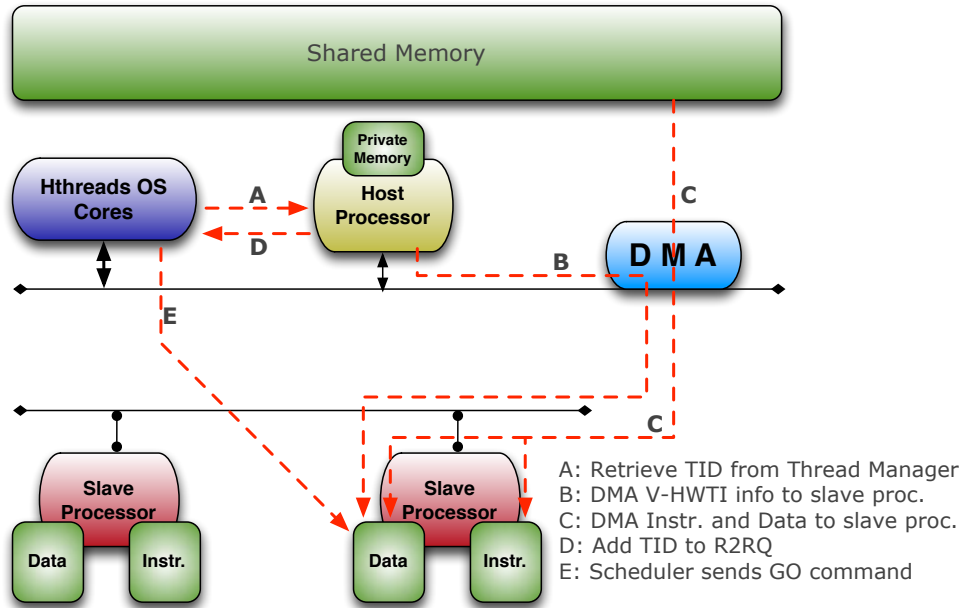 Shared Memory
Private
Memory
Hthreads OS
Cores
A
Host
Processor
D
C
B
D M A
E
C
Slave
Processor
Data
Instr.
Slave
Processor
Data
Instr.
A: Retrieve TID from Thread Manager
B: DMA V-HWTI info to slave proc.
C: DMA Instr. and Data to slave proc.
D: Add TID to R2RQ
E: Scheduler sends GO command